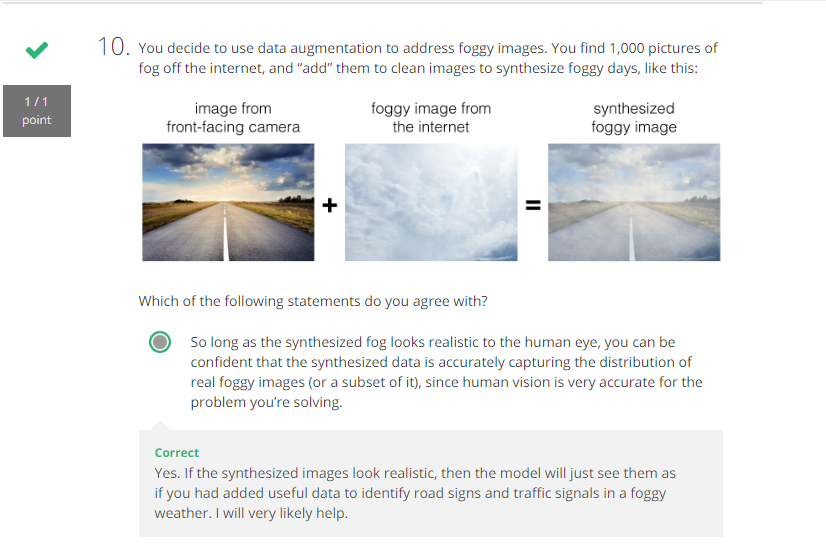 10. You decide to use data augmentation to address foggy images. You find 1,000 pictures of
fog off the internet, and “add” them to clean images to synthesize foggy days, like this:
1 / 1
point
image from
front-facing camera
foggy image from
the internet
synthesized
foggy image
+
=
Which of the following statements do you agree with?
So long as the synthesized fog looks realistic to the human eye, you can be
confident that the synthesized data is accurately capturing the distribution of
real foggy images (or a subset of it), since human vision is very accurate for the
problem you’re solving.
Correct
Yes. If the synthesized images look realistic, then the model will just see them as
if you had added useful data to identify road signs and traffic signals in a foggy
weather. I will very likely help.